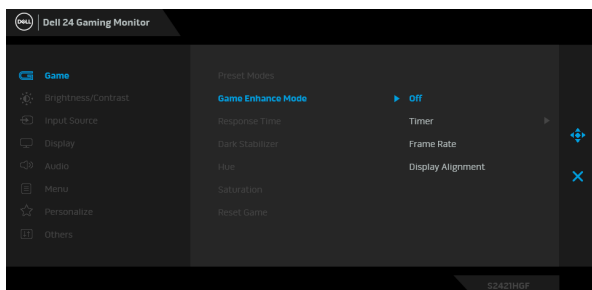 DELL Dell 24 Gaming Monitor
Game
Brightness/Contrast
Input Source
Display
Audio
Menu
Personalize
Others
Preset Modes
Game Enhance Mode
Response Time
Dark Stabilizer
Hue
Saturation
Reset Game
Off
Timer
Frame Rate
Display Alignment
S2421HGF